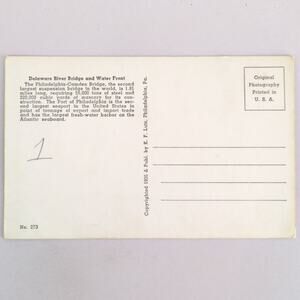 Delaware River Bridge and Water Front
The Philadelphia-Camden Bridge, the second
largest suspension bridge in the world, is 1.81
miles long, requiring 55,000 tons of steel and
220,000 cubic yards of masonry for its con-
struction. The Port of Philadelphia is the sec-
ond largest seaport in the United States in
point of tonnage of export and import trade
and has the largest fresh-water harbor on the
Atlantic seaboard.
1
No. 273
Copyrighted 1935 & Publ. by K. F. Lutz, Philadelphia, Pa.
Original
Photography
Printed in
U. S. A.